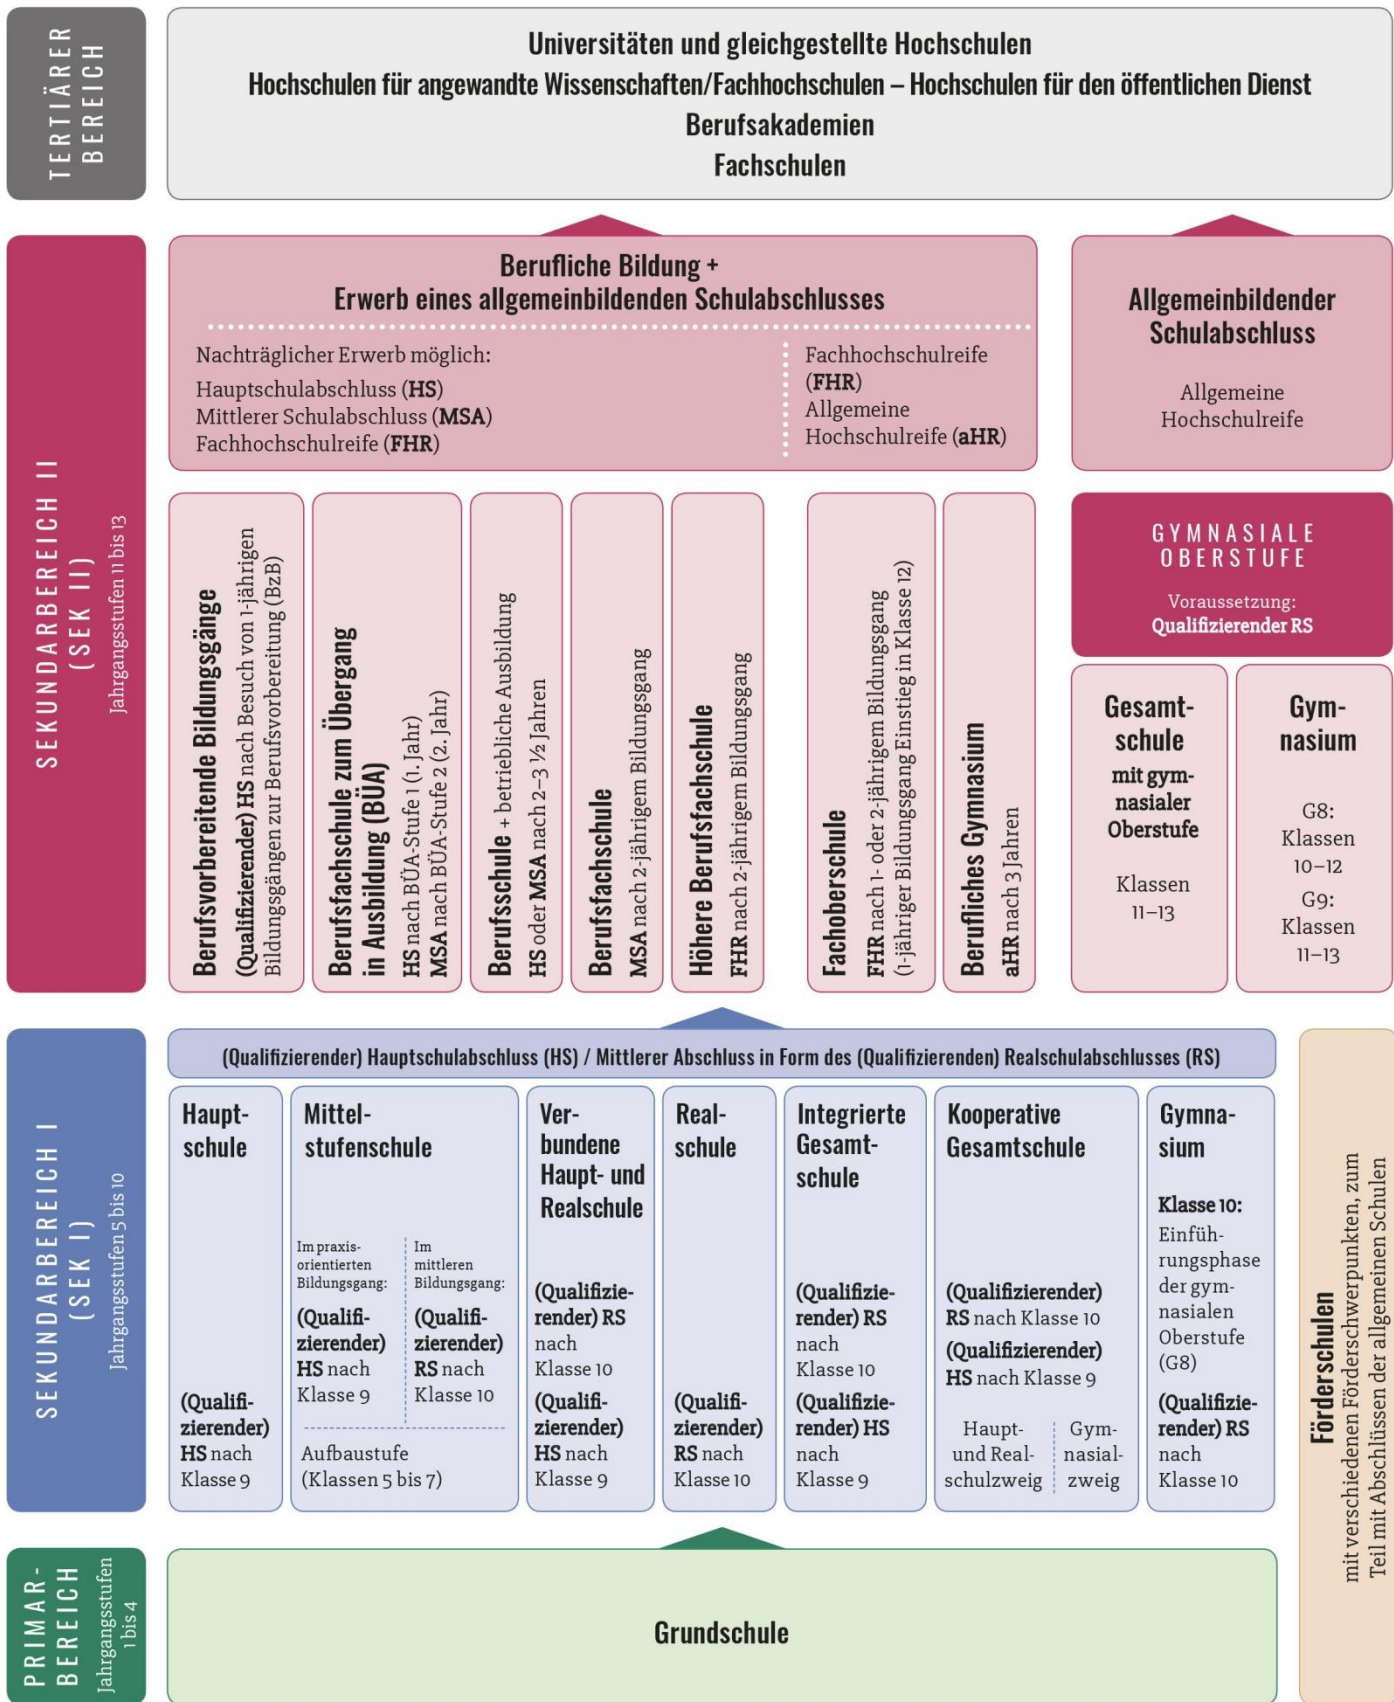 TERTIÄRER
BEREICH
Universitäten und gleichgestellte Hochschulen
Hochschulen für angewandte Wissenschaften/Fachhochschulen – Hochschulen für den öffentlichen Dienst
Berufsakademien
Fachschulen
SEKUNDARBEREICH II
(SEK II)
Jahrgangsstufen 11 bis 13
Berufliche Bildung +
Erwerb eines allgemeinbildenden Schulabschlusses
Nachträglicher Erwerb möglich:
Hauptschulabschluss (HS)
Mittlerer Schulabschluss (MSA)
Fachhochschulreife (FHR)
Fachhochschulreife
(FHR)
Allgemeine
Hochschulreife (aHR)
Allgemeinbildender
Schulabschluss
Allgemeine
Hochschulreife
Berufsvorbereitende Bildungsgänge
(Qualifizierender) HS nach Besuch von 1-jährigen
Bildungsgängen zur Berufsvorbereitung (BzB)
Berufsfachschule zum Übergang
in Ausbildung (BÜA)
HS nach BÜA-Stufe 1 (1. Jahr)
MSA nach BÜA-Stufe 2 (2. Jahr)
Berufsschule + betriebliche Ausbildung
HS oder MSA nach 2–3 ½ Jahren
Berufsfachschule
MSA nach 2-jährigem Bildungsgang
Höhere Berufsfachschule
FHR nach 2-jährigem Bildungsgang
Fachoberschule
FHR nach 1- oder 2-jährigem Bildungsgang
(1-jähriger Bildungsgang Einstieg in Klasse 12)
Berufliches Gymnasium
aHR nach 3 Jahren
GYMNASIALE
OBERSTUFE
Voraussetzung:
Qualifizierender RS
Gesamt-
schule
mit gym-
nasialer
Oberstufe
Klassen
11–13
Gym-
nasium
G8:
Klassen
10–12
G9:
Klassen
11–13
SEKUNDARBEREICH I
(SEK I)
Jahrgangsstufen 5 bis 10
(Qualifizierender) Hauptschulabschluss (HS) / Mittlerer Abschluss in Form des (Qualifizierenden) Realschulabschlusses (RS)
Haupt-
schule
(Qualifi-
zierender)
HS nach
Klasse 9
Mittel-
stufenschule
Im praxis-
orientierten
Bildungsgang:
(Qualifi-
zierender)
HS nach
Klasse 9
Im
mittleren
Bildungsgang:
(Qualifi-
zierender)
RS nach
Klasse 10
Aufbaustufe
(Klassen 5 bis 7)
Ver-
bundene
Haupt- und
Realschule
(Qualifizie-
render) RS
nach
Klasse 10
(Qualifi-
zierender)
HS nach
Klasse 9
Real-
schule
(Qualifi-
zierender)
RS nach
Klasse 10
Integrierte
Gesamt-
schule
(Qualifizie-
render) RS
nach
Klasse 10
(Qualifizie-
render) HS
nach
Klasse 9
Kooperative
Gesamtschule
(Qualifizierender)
RS nach Klasse 10
(Qualifizierender)
HS nach Klasse 9
Haupt-
und Real-
schulzweig
Gym-
nasial-
zweig
Gymna-
sium
Klasse 10:
Einfüh-
rungsphase
der gym-
nasialen
Oberstufe
(G8)
(Qualifizie-
render) RS
nach
Klasse 10
Förderschulen
mit verschiedenen Förderschwerpunkten, zum
Teil mit Abschlüssen der allgemeinen Schulen
PRIMAR-
BEREICH
Jahrgangsstufen
1 bis 4
Grundschule